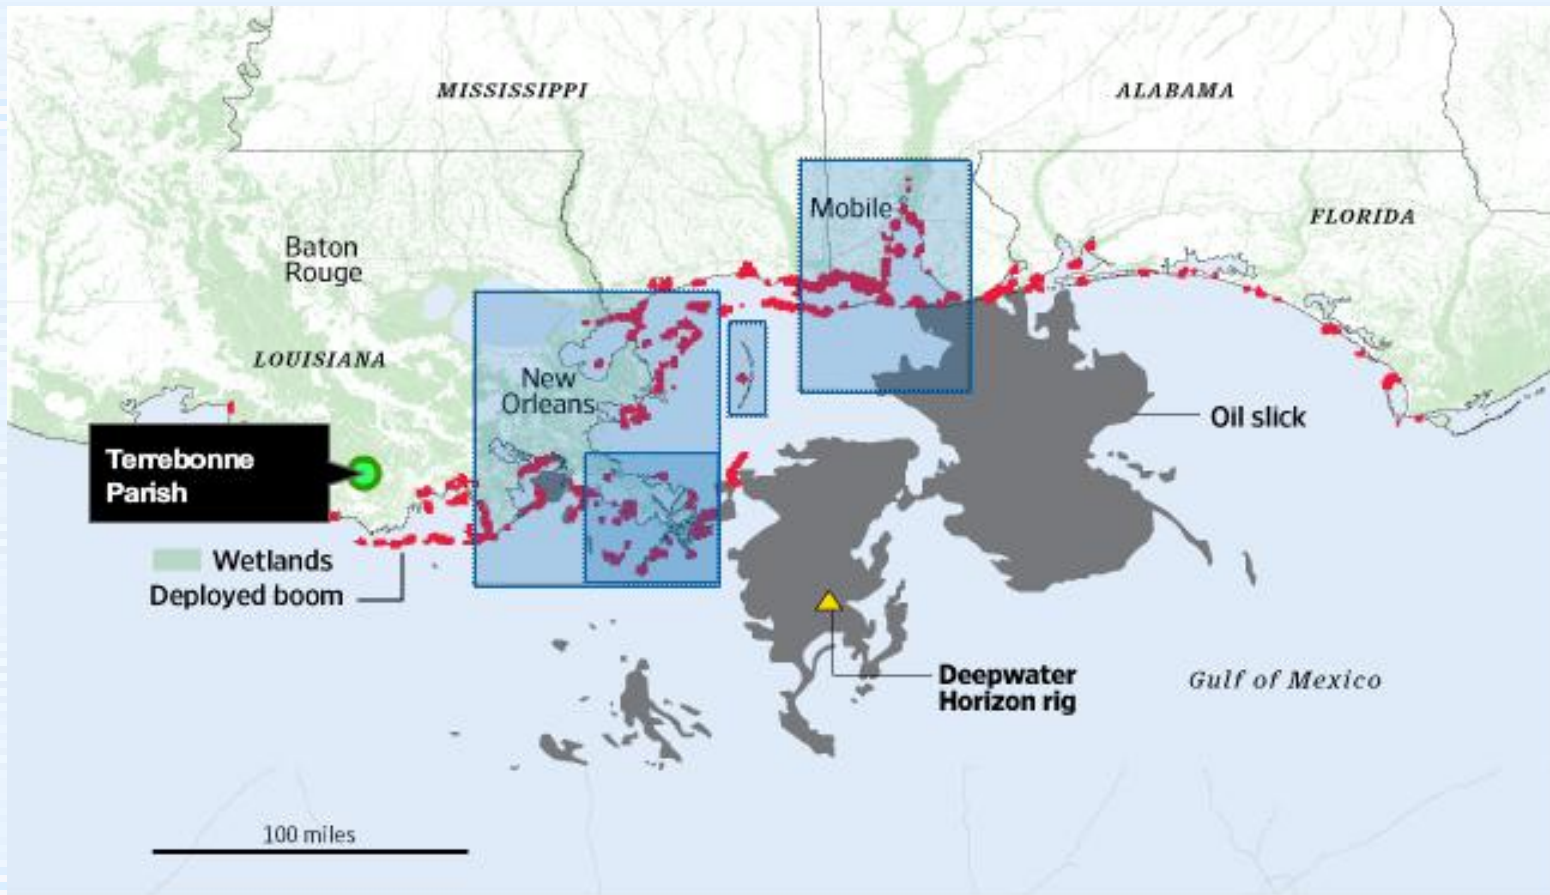 MISSISSIPPI
ALABAMA
Mobile
FLORIDA
Baton
Rouge
LOUISIANA
New
Orleans
Oil slick
Terrebonne
Parish
Wetlands
Deployed boom
Deepwater
Horizon rig
Gulf of Mexico
100 miles